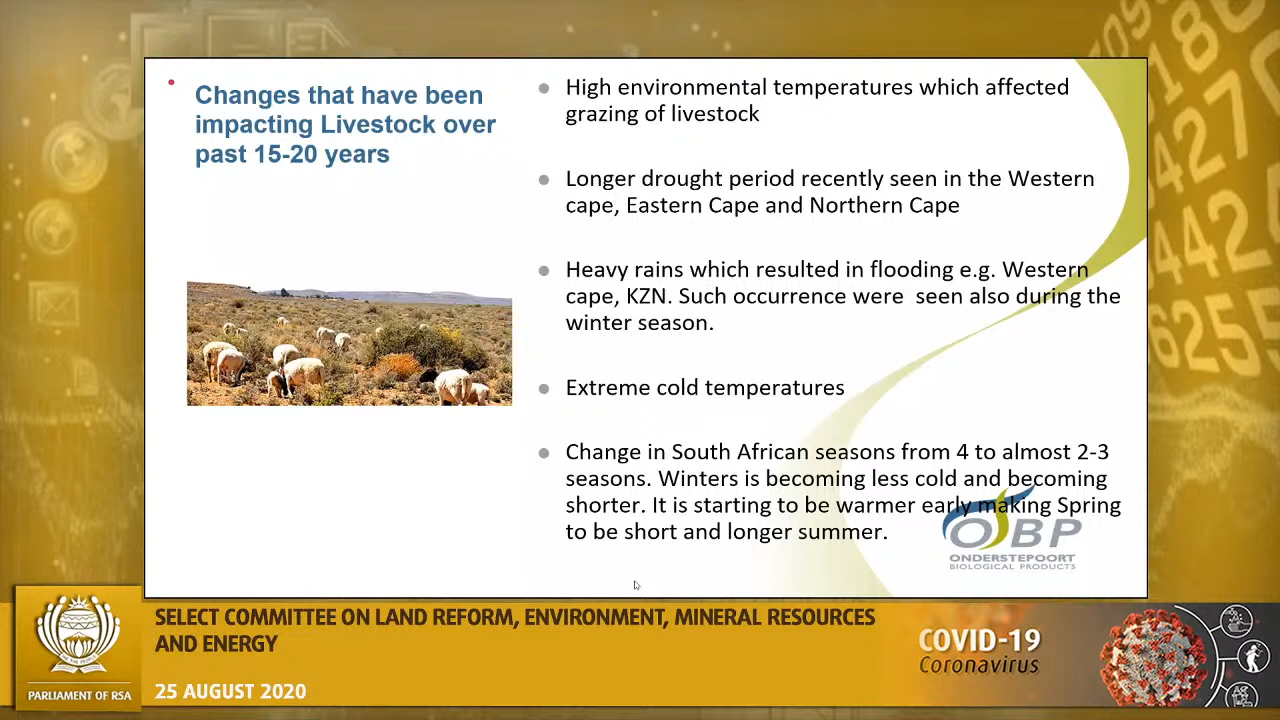 Changes that have been
impacting Livestock over
past 15-20 years
High environmental temperatures which affected
grazing of livestock
Longer drought period recently seen in the Western
cape, Eastern Cape and Northern Cape
Heavy rains which resulted in flooding e.g. Western
cape, KZN. Such occurrence were seen also during the
winter season.
Extreme cold temperatures
Change in South African seasons from 4 to almost 2-3
seasons. Winters is becoming less cold and becoming
shorter. It is starting to be warmer early making Spring
to be short and longer summer.
OBP
ONDERSTEPOORT
BIOLOGICAL PRODUCTS
SELECT COMMITTEE ON LAND REFORM, ENVIRONMENT, MINERAL RESOURCES
AND ENERGY
25 AUGUST 2020
PARLIAMENT OF RSA
COVID-19
Coronavirus